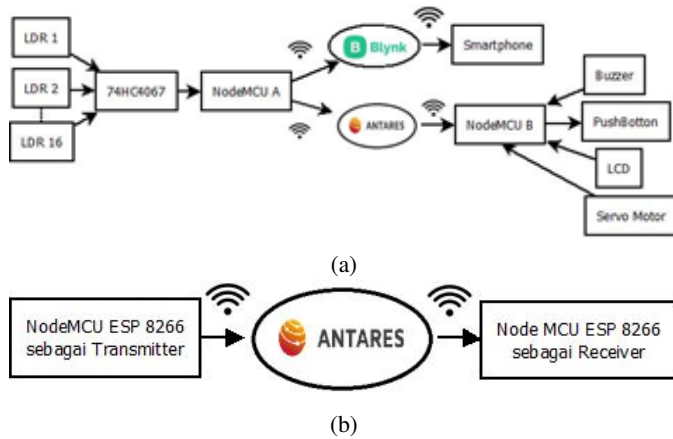 LDR 1
LDR 2
LDR 16
74HC4067
NodeMCU A
B Blynk
Smartphone
ANTARES
NodeMCU B
Buzzer
PushBotton
LCD
Servo Motor
(a)
NodeMCU ESP 8266
sebagai Transmitter
ANTARES
Node MCU ESP 8266
sebagai Receiver
(b)